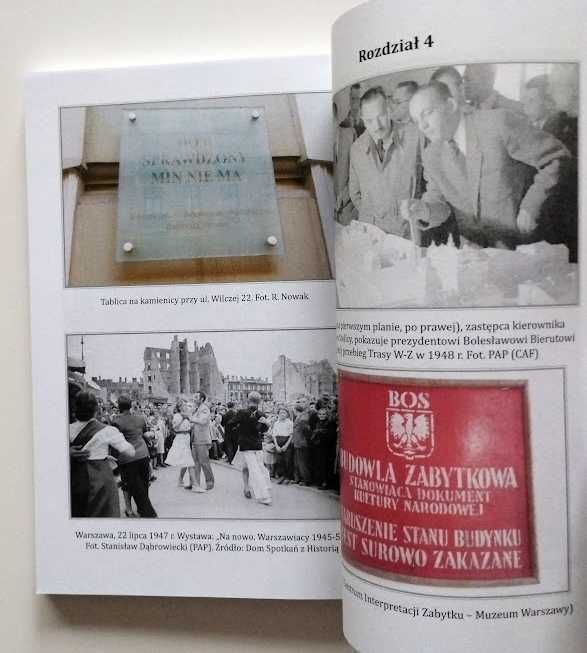 SPRAWDZONY
MIN NIE MA
Tablica na kamienicy przy ul. Wilczej 22. Fot. R. Nowak
Warszawa, 22 lipca 1947 r. Wystawa: „Na nowo. Warszawiacy 1945-5
Fot. Stanisław Dąbrowiecki (PAP). Źródło: Dom Spotkań z Historią
Rozdział 4
pierwszym planie, po prawej), zastępca kierownika
pokazuje prezydentowi Bolesławowi Bierutowi
przebieg Trasy W-Z w 1948 r. Fot. PAP (CAF)
BOS
BUDOWLA ZABYTKOWA
STANOWIĄCA DOKUMENT
KULTURY NARODOWEJ
NARUSZENIE STANU BUDYNKU
JEST SUROWO ZAKAZANE
Interpretacji Zabytku – Muzeum Warszawy)